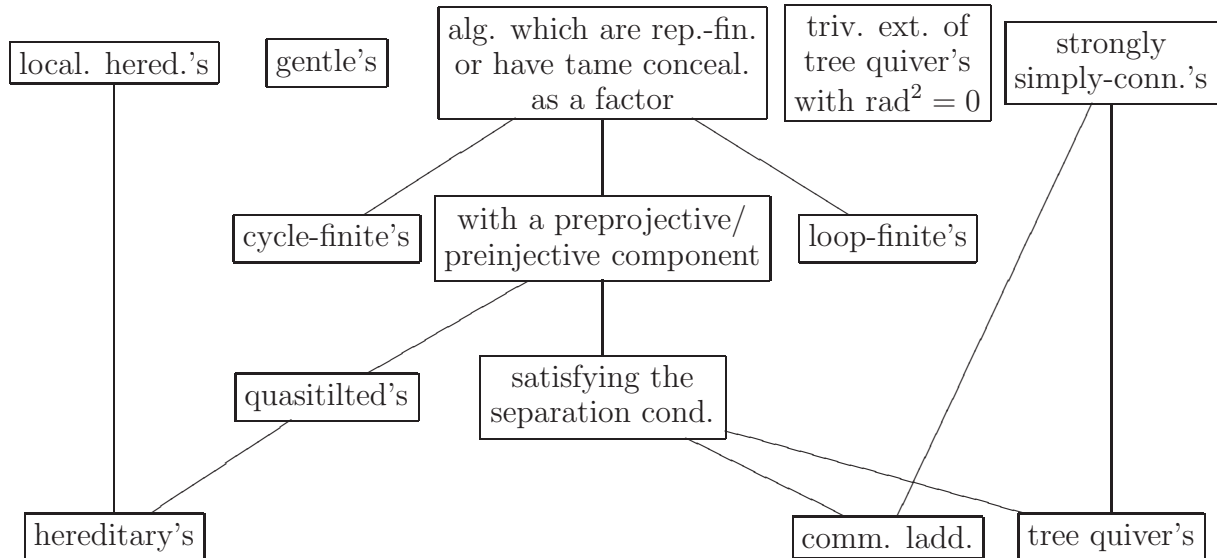 local. hered.'s
gentle's
alg. which are rep.-fin.
or have tame conceal.
as a factor
triv. ext. of
tree quiver's
with rad² = 0
strongly
simply-conn.'s
cycle-finite's
with a preprojective/
preinjective component
loop-finite's
quasitilted's
satisfying the
separation cond.
hereditary's
comm. ladd.
tree quiver's